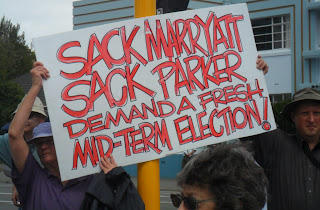 SACK MARRYATT
SACK PARKER
DEMAND A FRESH
MID-TERM ELECTION!